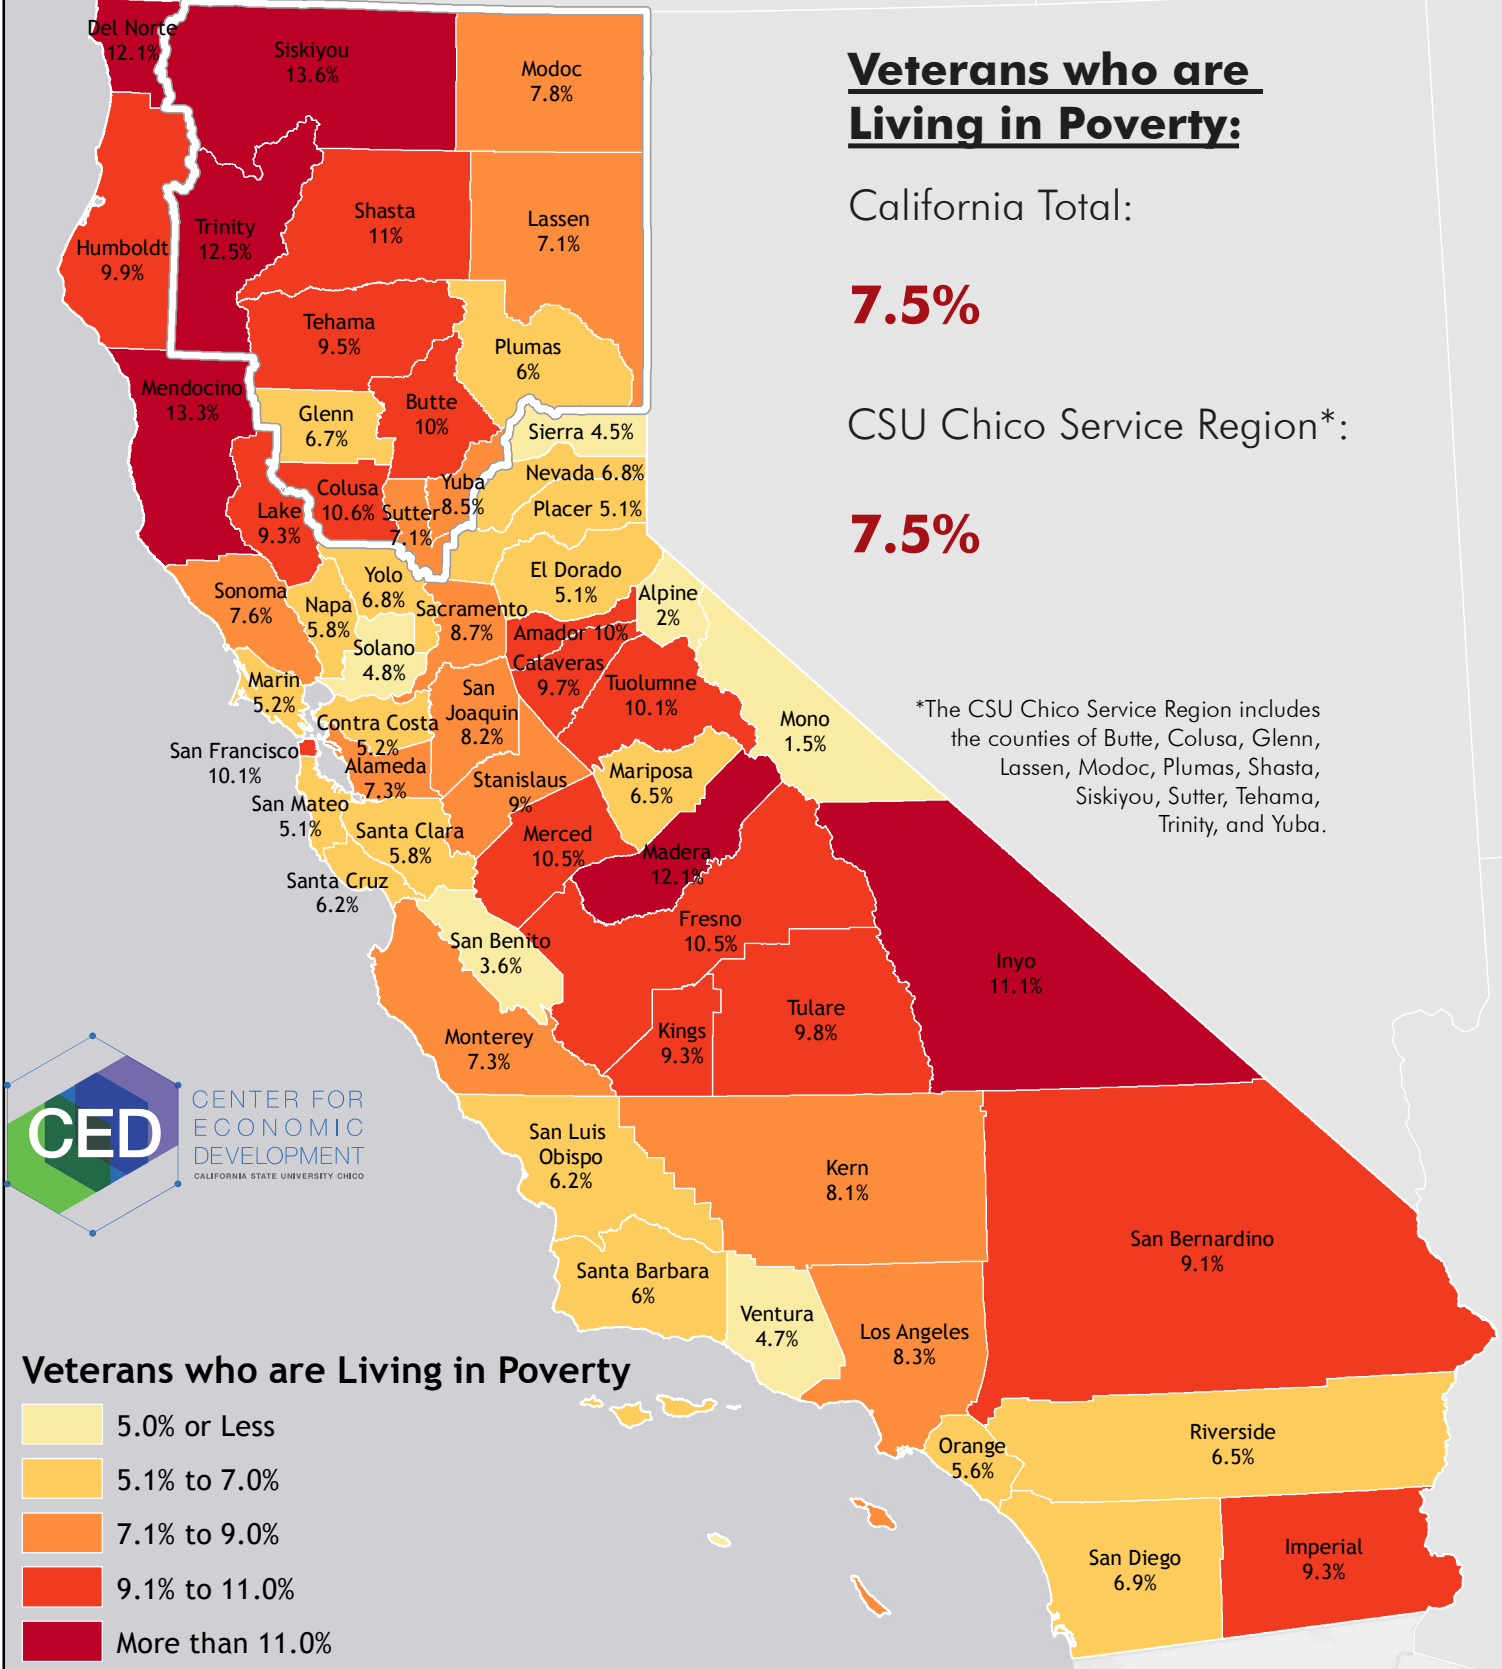 Del Norte
12.1%
Siskiyou
13.6%
Modoc
7.8%
Veterans who are
Living in Poverty:
California Total:
7.5%
CSU Chico Service Region*:
7.5%
*The CSU Chico Service Region includes
the counties of Butte, Colusa, Glenn,
Lassen, Modoc, Plumas, Shasta,
Siskiyou, Sutter, Tehama,
Trinity, and Yuba.
Humboldt
9.9%
Trinity
12.5%
Shasta
11%
Lassen
7.1%
Tehama
9.5%
Plumas
6%
Mendocino
13.3%
Glenn
6.7%
Butte
10%
Sierra 4.5%
Nevada 6.8%
Placer 5.1%
Lake
9.3%
Colusa
10.6%
Sutter
7.1%
Yuba
8.5%
Sonoma
7.6%
Napa
5.8%
Yolo
6.8%
Sacramento
8.7%
El Dorado
5.1%
Alpine
2%
Solano
4.8%
Amador 10%
Calaveras
9.7%
Tuolumne
10.1%
Mono
1.5%
Marin
5.2%
Contra Costa
5.2%
San
Joaquin
8.2%
San Francisco
10.1%
Alameda
7.3%
Stanislaus
9%
Mariposa
6.5%
San Mateo
5.1%
Santa Clara
5.8%
Merced
10.5%
Madera
12.1%
Santa Cruz
6.2%
San Benito
3.6%
Fresno
10.5%
Inyo
11.1%
Monterey
7.3%
Kings
9.3%
Tulare
9.8%
CED
CENTER FOR
ECONOMIC
DEVELOPMENT
CALIFORNIA STATE UNIVERSITY CHICO
San Luis
Obispo
6.2%
Kern
8.1%
San Bernardino
9.1%
Santa Barbara
6%
Ventura
4.7%
Los Angeles
8.3%
Orange
5.6%
Riverside
6.5%
San Diego
6.9%
Imperial
9.3%
Veterans who are Living in Poverty
5.0% or Less
5.1% to 7.0%
7.1% to 9.0%
9.1% to 11.0%
More than 11.0%